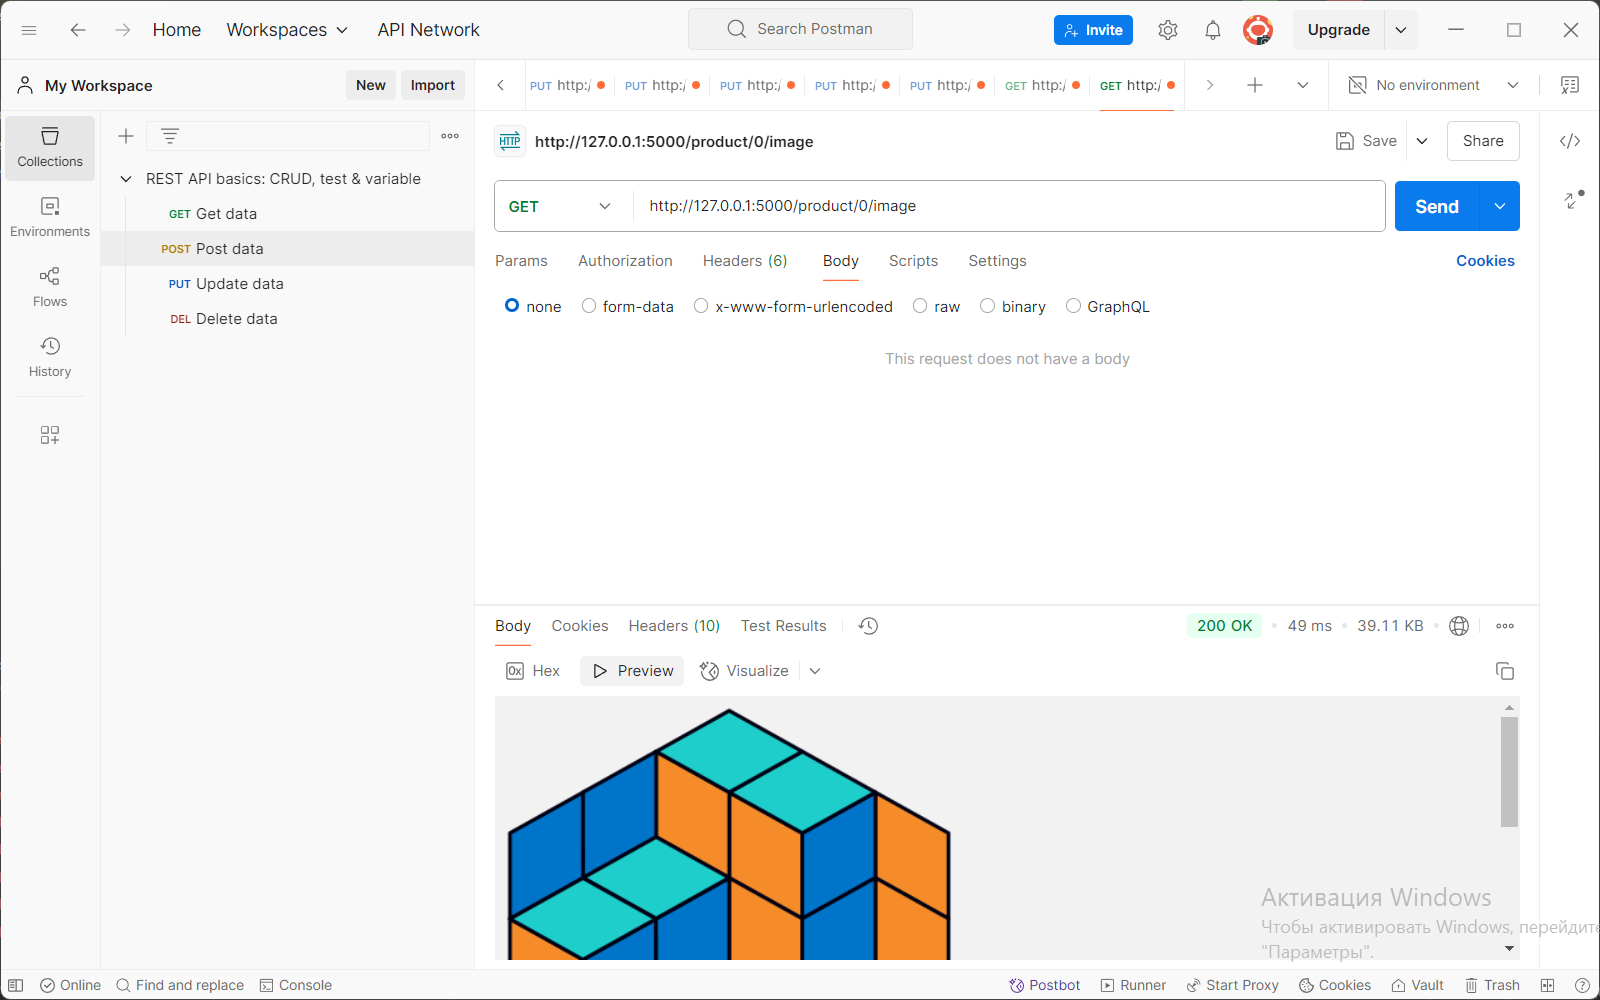 Home Workspaces API Network Search Postman Invite Upgrade
My Workspace New Import PUT http:/ PUT http:/ PUT http:/ PUT http:/ PUT http:/ GET http:/ GET http:/ No environment
Collections
Environments
Flows
History
REST API basics: CRUD, test & variable
GET Get data
POST Post data
PUT Update data
DEL Delete data
HTTP http://127.0.0.1:5000/product/0/image Save Share
GET http://127.0.0.1:5000/product/0/image Send
Params Authorization Headers (6) Body Scripts Settings Cookies
none form-data x-www-form-urlencoded raw binary GraphQL
This request does not have a body
Body Cookies Headers (10) Test Results 200 OK 49 ms 39.11 KB
0x Hex Preview Visualize
Активация Windows
Чтобы активировать Windows, перейдите
"Параметры".
Online Find and replace Console Postbot Runner Start Proxy Cookies Vault Trash